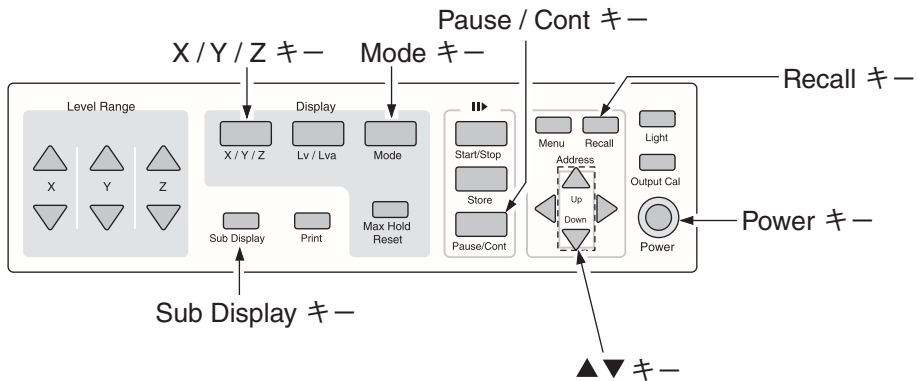 Pause / Cont キー
X / Y / Z キー
Mode キー
Recall キー
Level Range
Display
X
Y
Z
X / Y / Z
Lv / Lva
Mode
Sub Display
Print
Max Hold
Reset
Start/Stop
Store
Pause/Cont
Menu
Recall
Address
Up
Down
Light
Output Cal
Power
Power キー
Sub Display キー
▲▼ キー